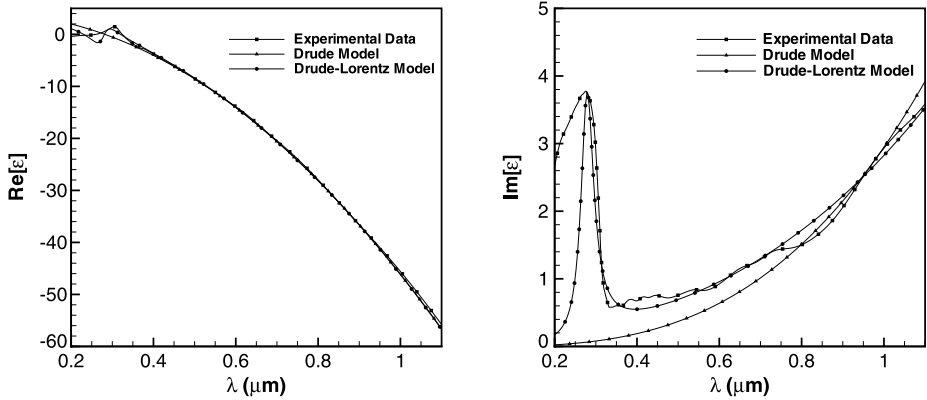 Re[ε]
0
-10
-20
-30
-40
-50
-60
0.2
0.4
0.6
0.8
1
λ (μm)
Experimental Data
Drude Model
Drude-Lorentz Model
Im[ε]
5
4
3
2
1
0
0.2
0.4
0.6
0.8
1
λ (μm)
Experimental Data
Drude Model
Drude-Lorentz Model